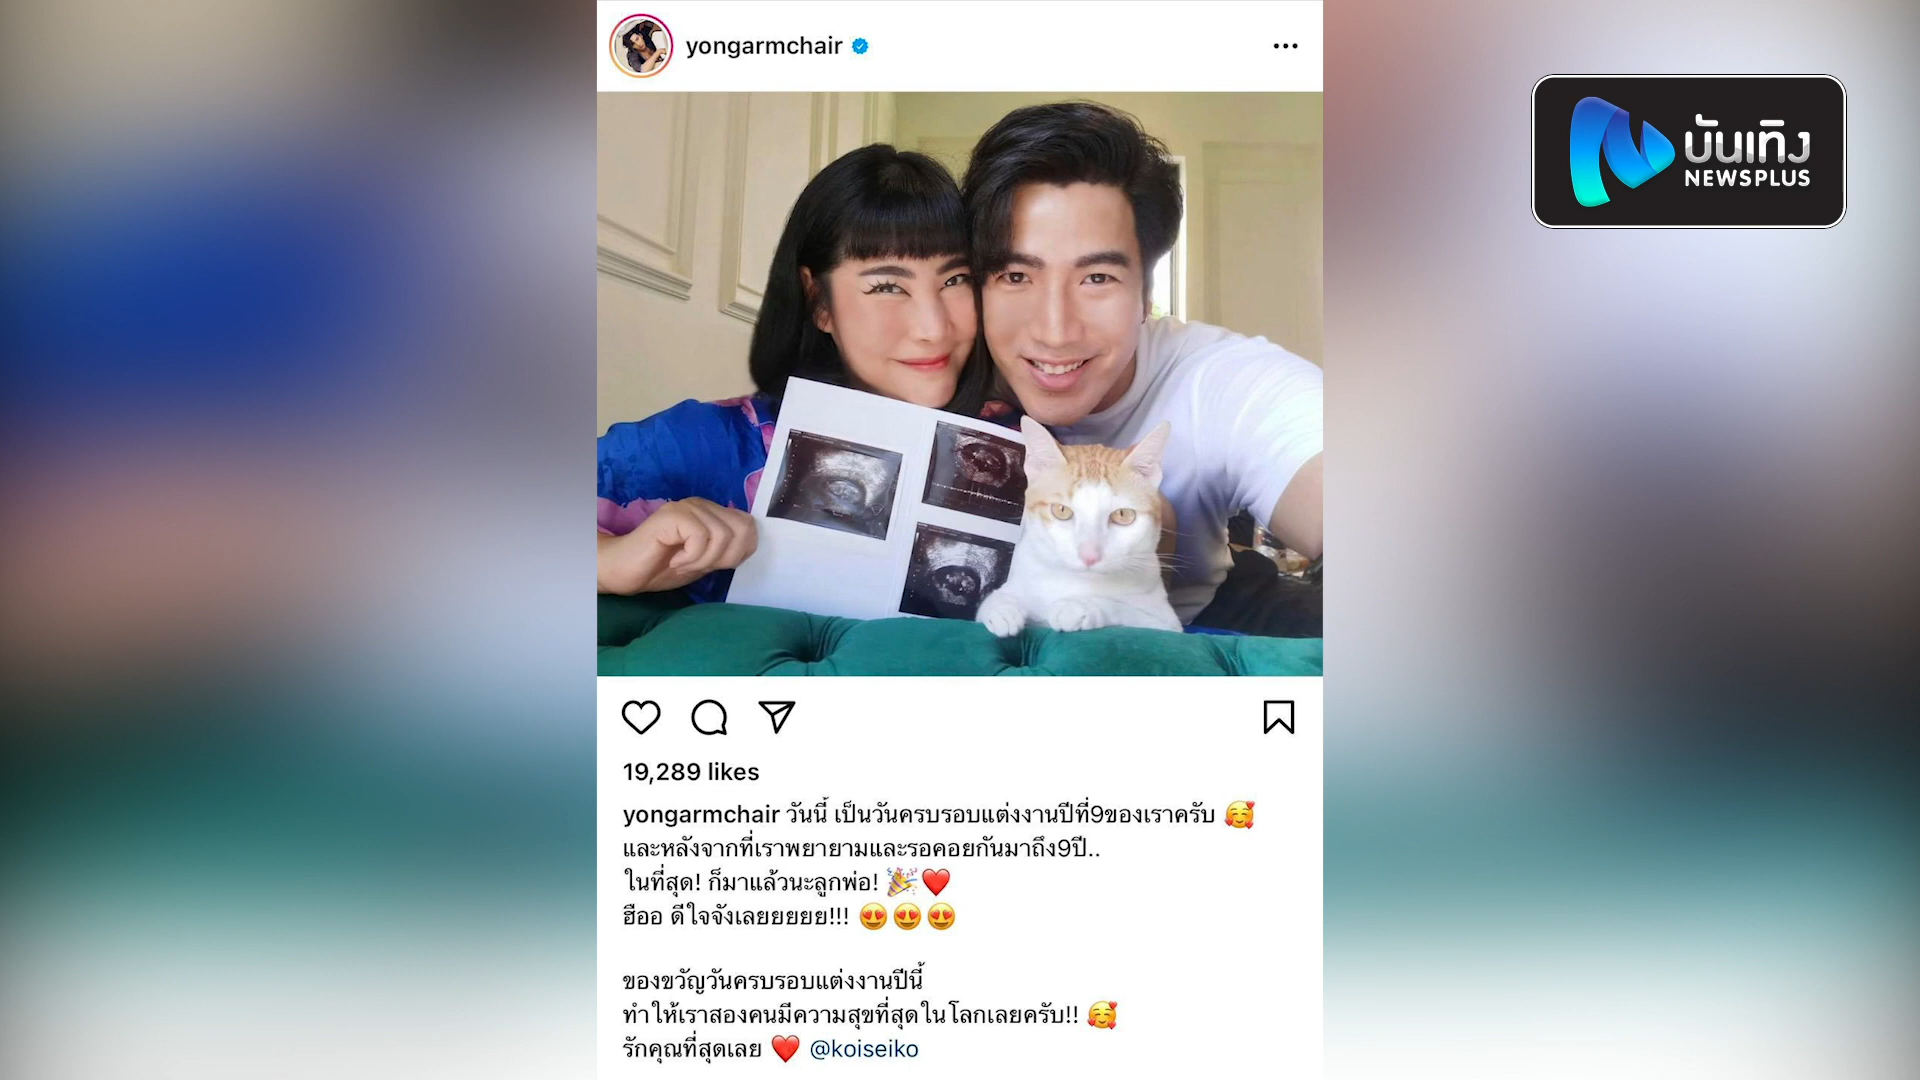 yongarmchair
บันเทิง
NEWSPLUS
19,289 likes
yongarmchair วันนี้ เป็นวันครบรอบแต่งงานปีที่9ของเราครับ 🥰
และหลังจากที่เราพยายามและรอคอยกันมาถึง9ปี..
ในที่สุด! ก็มาแล้วนะลูกพ่อ! 🎉❤️
ฮืออ ดีใจจังเลยยยยย!!! 😍😍😍
ของขวัญวันครบรอบแต่งงานปีนี้
ทำให้เราสองคนมีความสุขที่สุดในโลกเลยครับ!! 🥰
รักคุณที่สุดเลย ❤️ @koiseiko